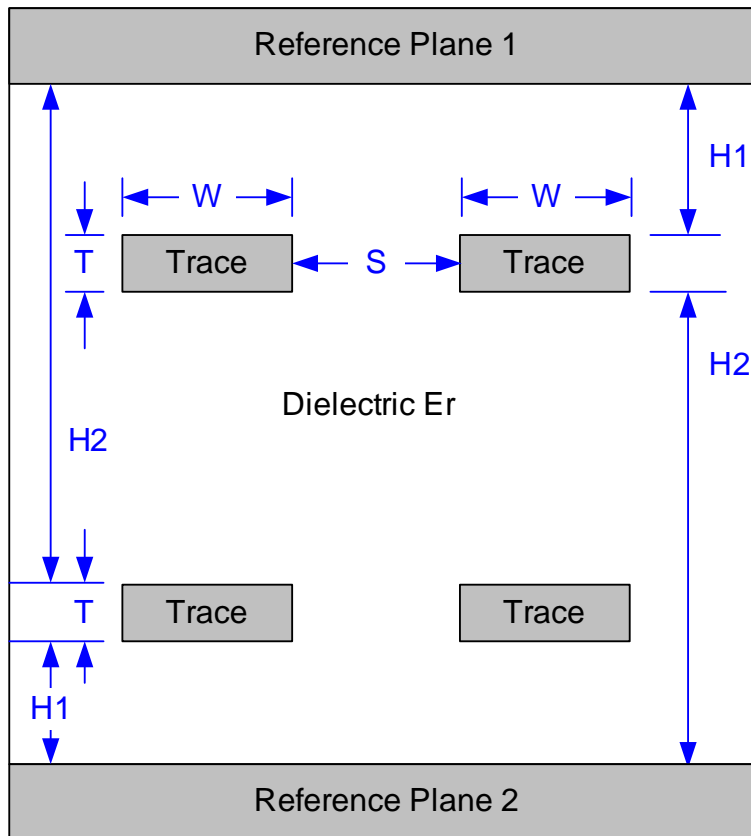 Reference Plane 1
H1
W
W
T
Trace
S
Trace
H2
Dielectric Er
H2
T
Trace
Trace
H1
Reference Plane 2